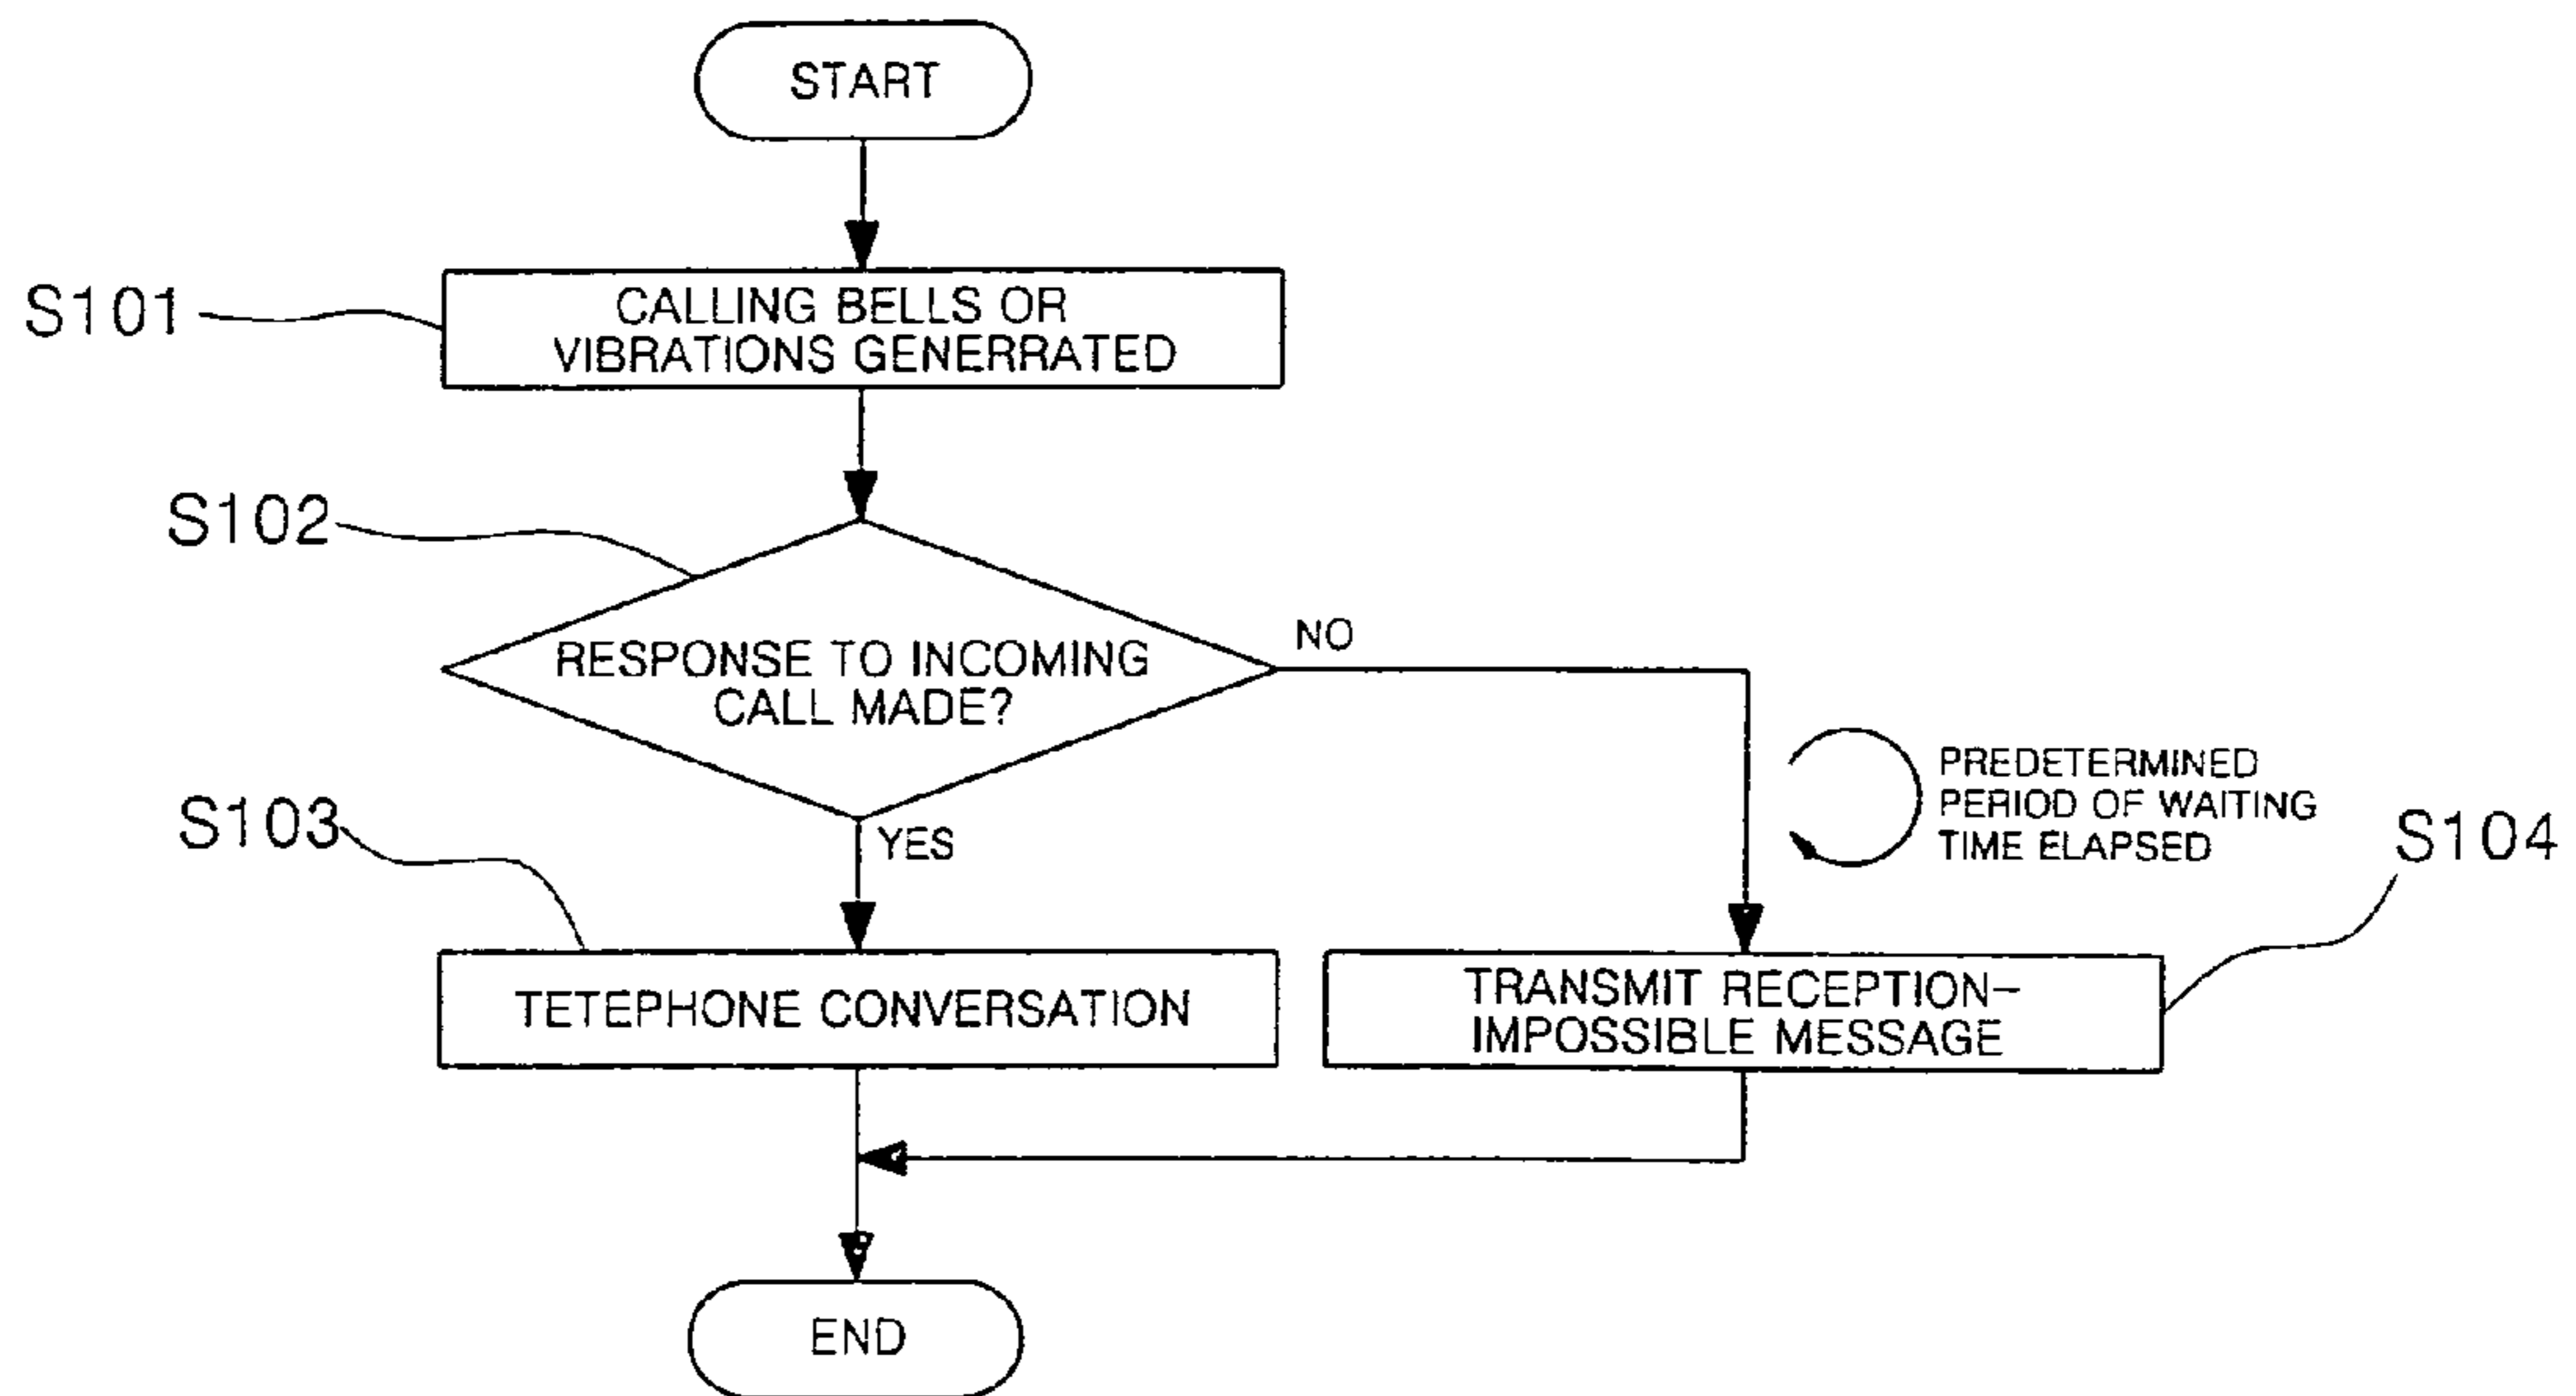 START
S101
CALLING BELLS OR
VIBRATIONS GENERRATED
S102
RESPONSE TO INCOMING
CALL MADE?
NO
YES
PREDETERMINED
PERIOD OF WAITING
TIME ELAPSED
S103
S104
TETEPHONE CONVERSATION
TRANSMIT RECEPTION-
IMPOSSIBLE MESSAGE
END